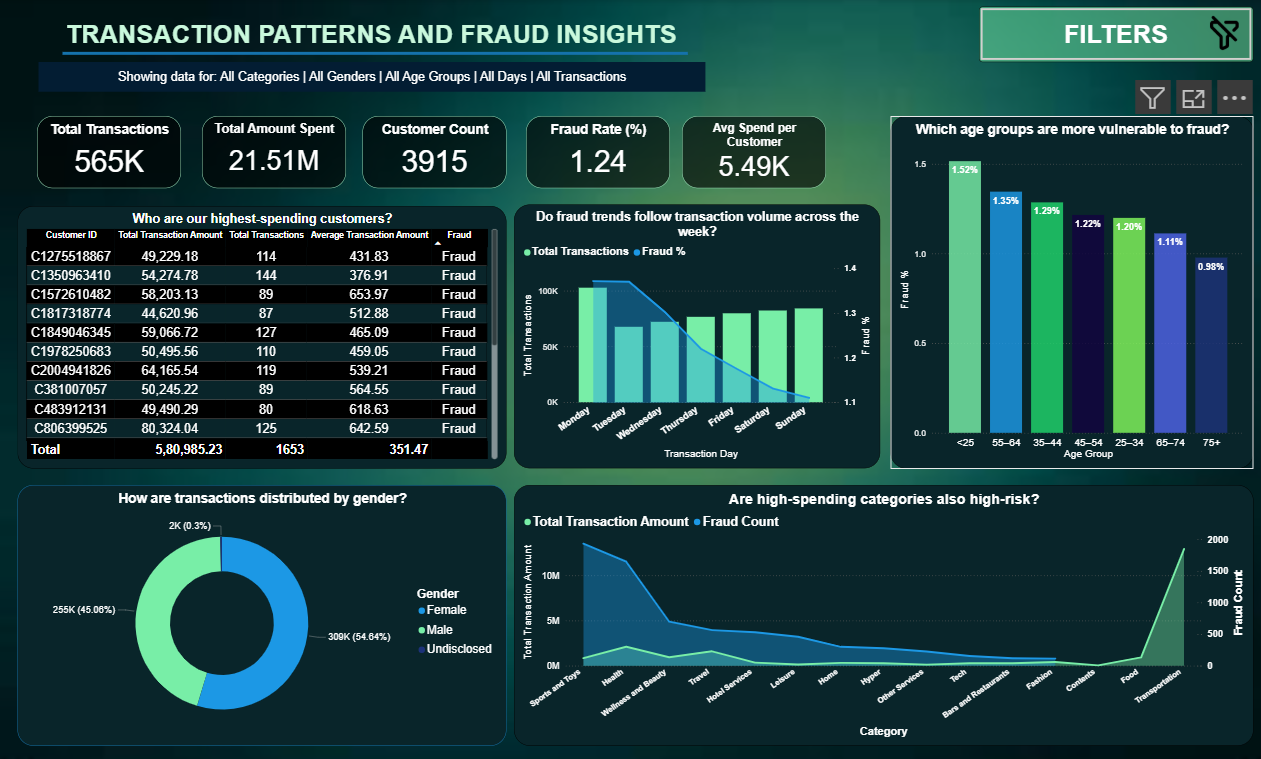 TRANSACTION PATTERNS AND FRAUD INSIGHTS
FILTERS
Showing data for: All Categories | All Genders | All Age Groups | All Days | All Transactions
Total Transactions
565K
Total Amount Spent
21.51M
Customer Count
3915
Fraud Rate (%)
1.24
Avg Spend per
Customer
5.49K
Who are our highest-spending customers?
Customer ID Total Transaction Amount Total Transactions Average Transaction Amount Fraud
C1275518867 49,229.18 114 431.83 Fraud
C1350963410 54,274.78 144 376.91 Fraud
C1572610482 58,203.13 89 653.97 Fraud
C1817318774 44,620.96 87 512.88 Fraud
C1849046345 59,066.72 127 465.09 Fraud
C1978250683 50,495.56 110 459.05 Fraud
C2004941826 64,165.54 119 539.21 Fraud
C381007057 50,245.22 89 564.55 Fraud
C483912131 49,490.29 80 618.63 Fraud
C806399525 80,324.04 125 642.59 Fraud
Total 5,80,985.23 1653 351.47
Do fraud trends follow transaction volume across the
week?
Total Transactions Fraud %
Total Transactions
100K
50K
0K
1.4
1.3
1.2
1.1
Fraud %
Monday
Tuesday
Wednesday
Thursday
Friday
Saturday
Sunday
Transaction Day
Which age groups are more vulnerable to fraud?
Fraud %
1.5
1.0
0.5
0.0
1.52%
1.35%
1.29%
1.22%
1.20%
1.11%
0.98%
<25 55–64 35–44 45–54 25–34 65–74 75+
Age Group
How are transactions distributed by gender?
2K (0.3%)
255K (45.06%)
309K (54.64%)
Gender
Female
Male
Undisclosed
Are high-spending categories also high-risk?
Total Transaction Amount Fraud Count
Total Transaction Amount
10M
5M
0M
2000
1500
1000
500
0
Fraud Count
Sports and Toys
Health
Wellness and Beauty
Travel
Hotel Services
Leisure
Home
Hyper
Other Services
Tech
Bars and Restaurants
Fashion
Contents
Food
Transportation
Category